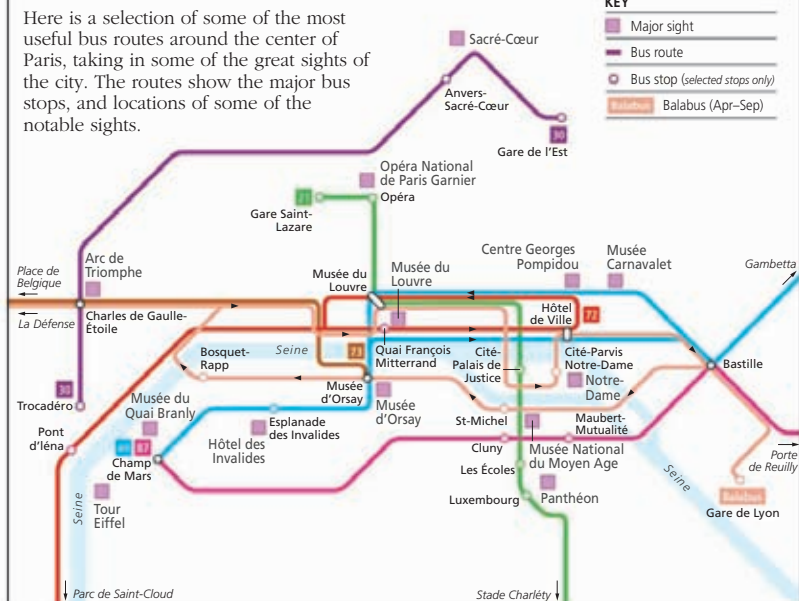 Here is a selection of some of the most
useful bus routes around the center of
Paris, taking in some of the great sights of
the city. The routes show the major bus
stops, and locations of some of the
notable sights.
KEY
Major sight
Bus route
Bus stop (selected stops only)
Balabus Balabus (Apr–Sep)
Sacré-Cœur
Anvers-
Sacré-Cœur
30
Gare de l'Est
Opéra National
de Paris Garnier
Opéra
21
Gare Saint-
Lazare
Arc de
Triomphe
Place de
Belgique
La Défense
Charles de Gaulle-
Étoile
Musée du
Louvre
Musée du
Louvre
Centre Georges
Pompidou
Musée
Carnavalet
Gambetta
Hôtel
de Ville
72
Seine
73
Quai François
Mitterrand
Cité-
Palais de
Justice
Cité-Parvis
Notre-Dame
Notre-
Dame
Bastille
Bosquet-
Rapp
Musée
d'Orsay
Musée
d'Orsay
30
Trocadéro
Musée du
Quai Branly
Esplanade
des Invalides
Hôtel des
Invalides
St-Michel
Cluny
Maubert-
Mutualité
Musée National
du Moyen Age
Pont
d'Iéna
87
Champ
de Mars
Les Écoles
Luxembourg
Panthéon
Seine
Porte
de Reuilly
Balabus
Gare de Lyon
Tour
Eiffel
Seine
Parc de Saint-Cloud
Stade Charléty